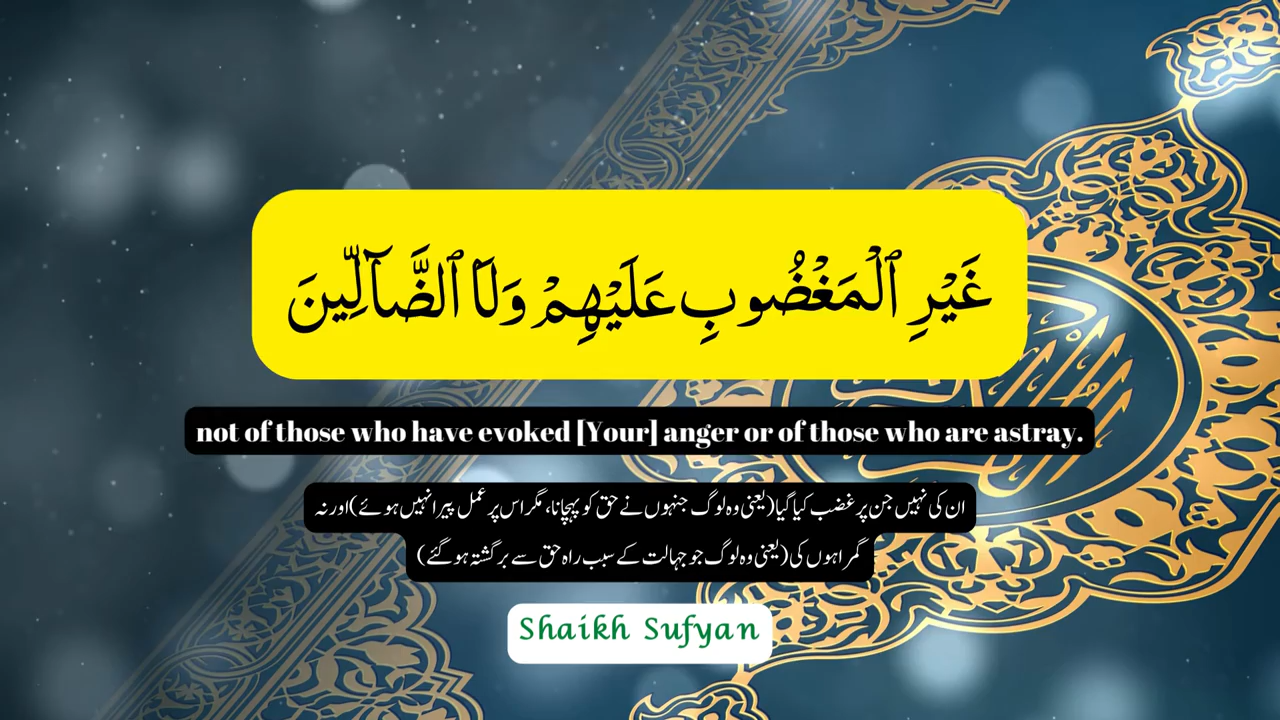 غَيْرِ ٱلْمَغْضُوبِ عَلَيْهِمْ وَلَا ٱلضَّآلِّينَ
not of those who have evoked [Your] anger or of those who are astray.
ان کی نہیں جن پر غضب کیا گیا (یعنی وہ لوگ جنہوں نے حق کو پہچانا، مگر اس پر عمل پیرا نہیں ہوئے) اور نہ
گمراہوں کی (یعنی وہ لوگ جو جہالت کے سبب راہ حق سے برگشتہ ہوگئے)
Shaikh Sufyan